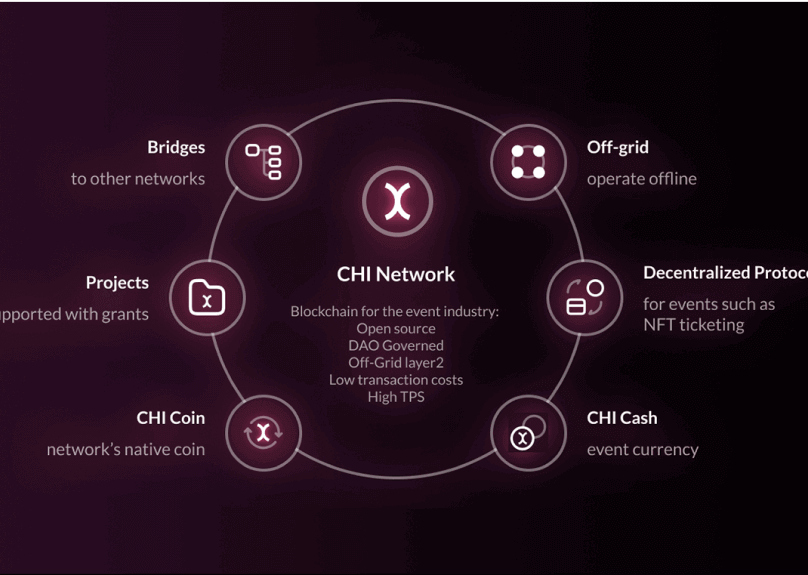 Bridges
to other networks
Off-grid
operate offline
CHI Network
Blockchain for the event industry:
Open source
DAO Governed
Off-Grid layer2
Low transaction costs
High TPS
Projects
with grants
Decentralized
for events such as
NFT ticketing
CHI Coin
network's native coin
CHI Cash
event currency